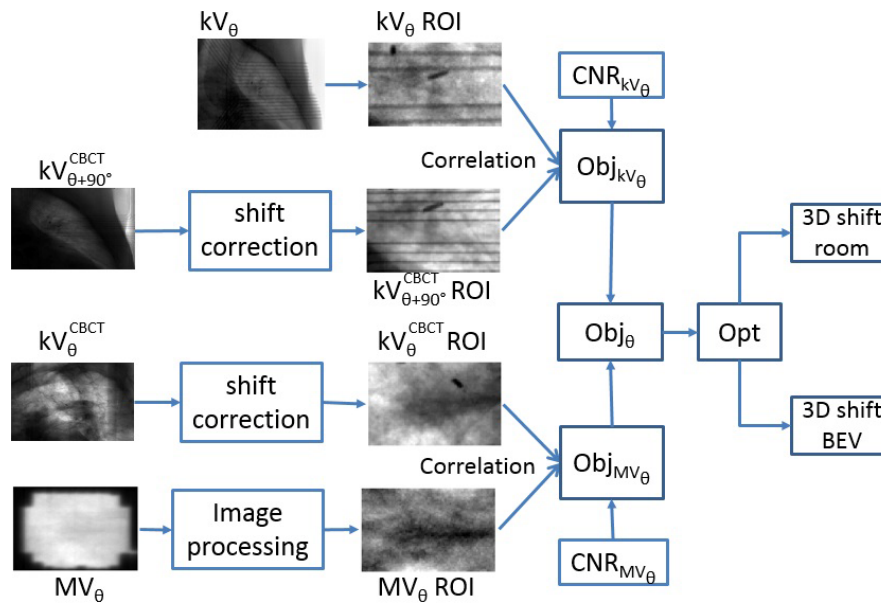 kVθ
kVθ ROI
CNRkVθ
Correlation
ObjkVθ
kVθ+90°CBCT
shift
correction
kVθ+90°CBCT ROI
3D shift
room
Objθ
Opt
kVθCBCT
kVθCBCT ROI
shift
correction
3D shift
BEV
Correlation
ObjMVθ
Image
processing
MVθ
MVθ ROI
CNRMVθ